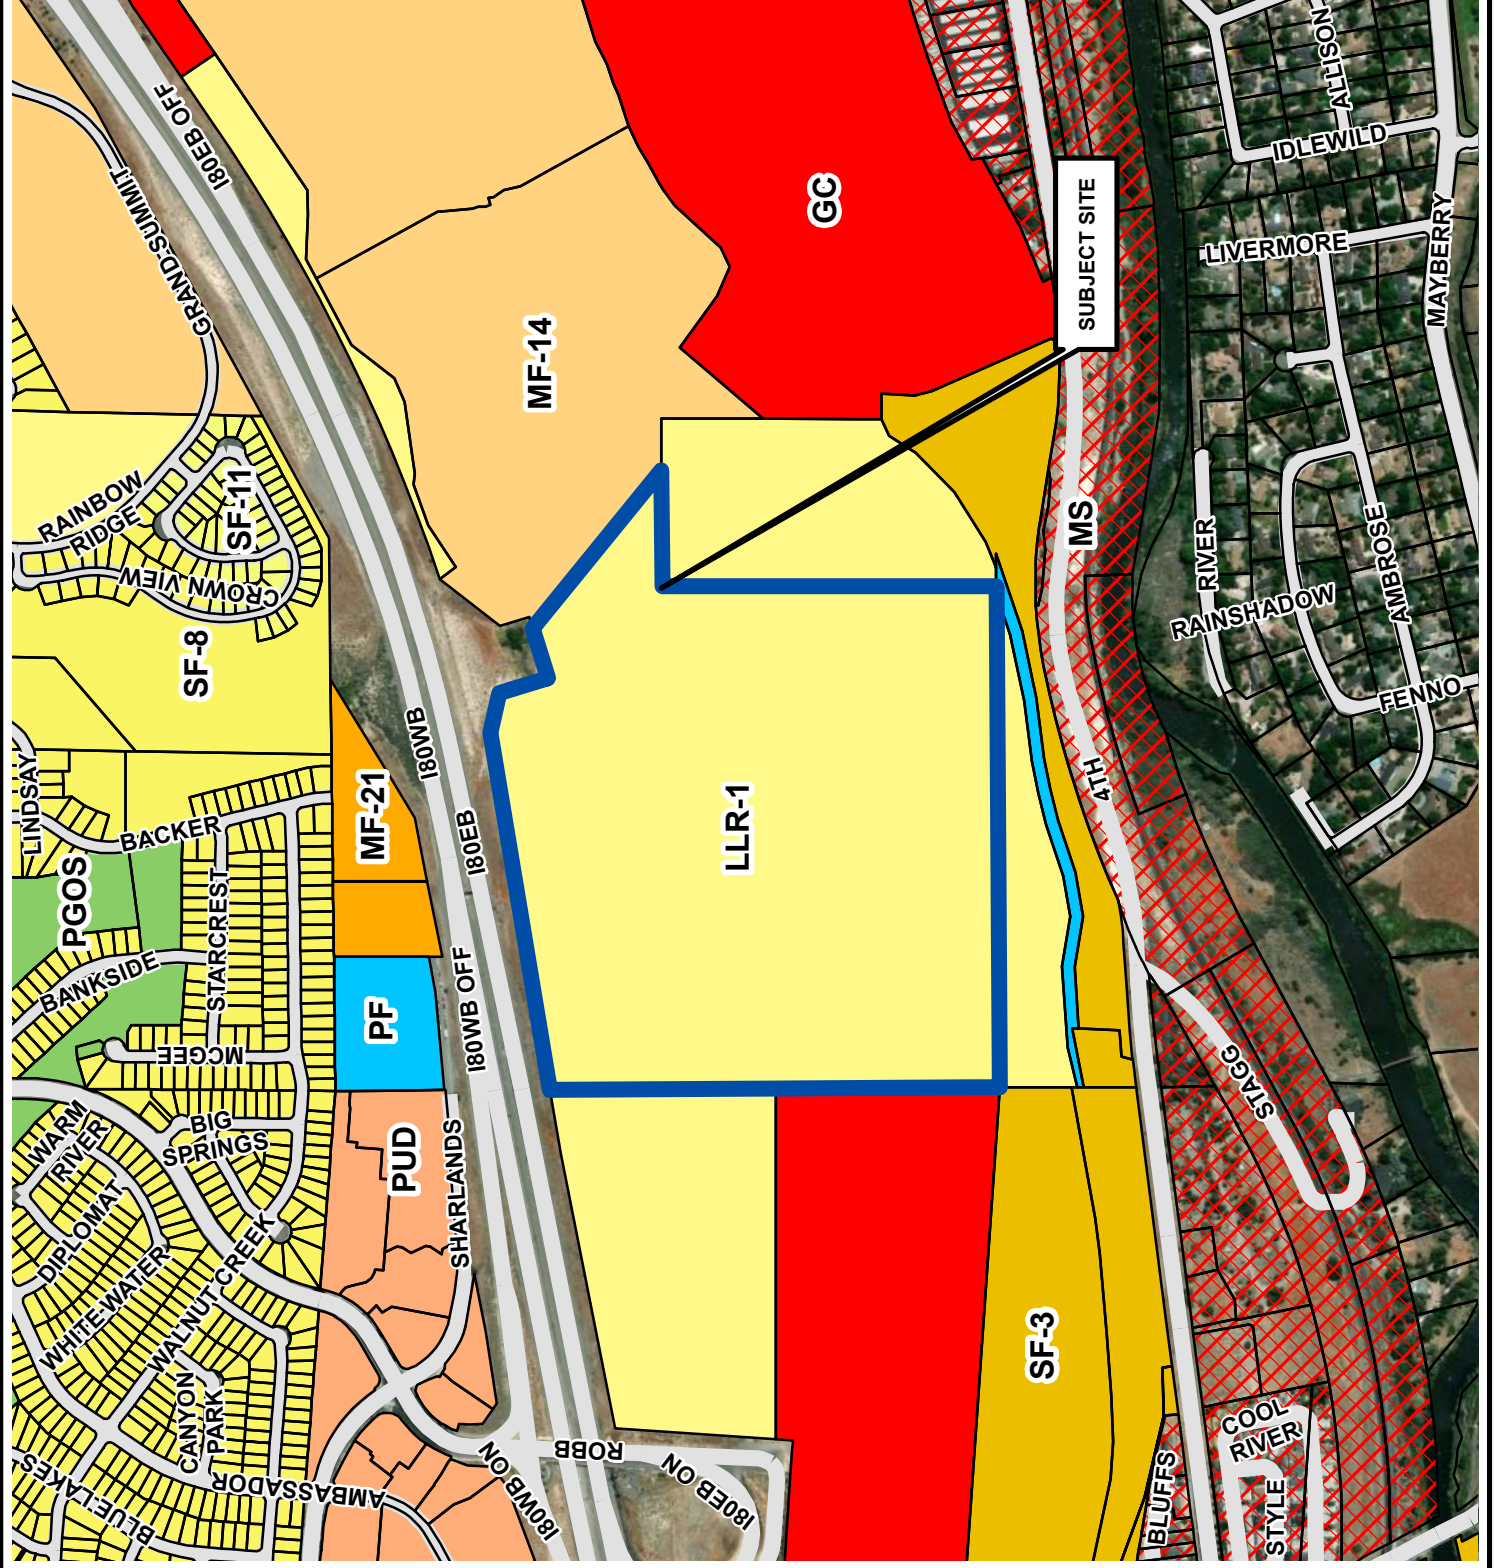 ALLISON
IDLEWILD
I80EB OFF
GRAND SUMMIT
GC
SUBJECT SITE
LIVERMORE
MAYBERRY
MF-14
RAINBOW
RIDGE
SF-11
MS
CROWN VIEW
RIVER
AMBROSE
RAINSHADOW
SF-8
FENNO
I80WB
LINDSAY
MF-21
4TH
BACKER
I80EB
LLR-1
PGOS
STARCREST
BANKSIDE
I80WB OFF
PF
MCGEE
STAGG
WARM
RIVER
BIG
SPRINGS
PUD
SHARLANDS
DIPLOMAT
WHITE WATER
WALNUT CREEK
SF-3
CANYON
PARK
COOL
RIVER
ROBB
I80WB ON
I80EB ON
AMBASSADOR
BLUE LAKES
BLUFFS
STYLE